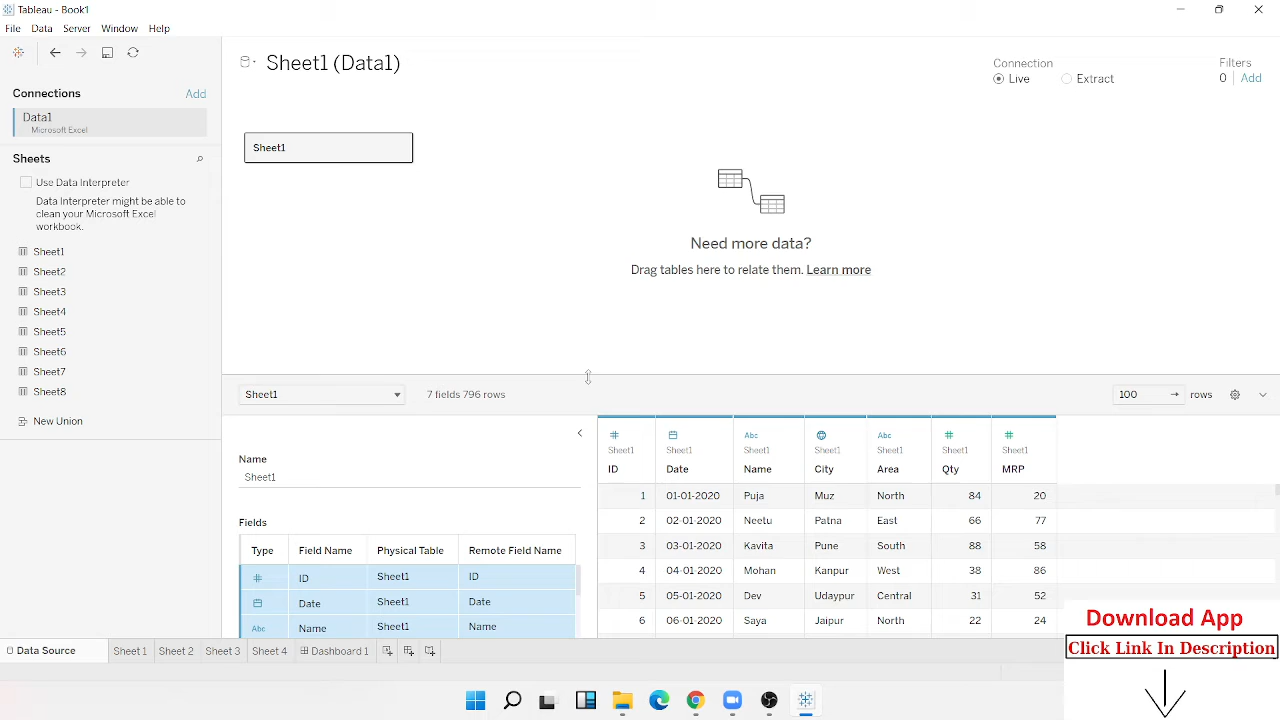 Tableau - Book1
File Data Server Window Help
Connections Add
Data1
Microsoft Excel
Sheets
Use Data Interpreter
Data Interpreter might be able to
clean your Microsoft Excel
workbook.
Sheet1
Sheet2
Sheet3
Sheet4
Sheet5
Sheet6
Sheet7
Sheet8
New Union
Sheet1 (Data1)
Connection
Live Extract
Filters
0 Add
Sheet1
Need more data?
Drag tables here to relate them. Learn more
Sheet1 7 fields 796 rows 100 rows
Name
Sheet1
Fields
Type Field Name Physical Table Remote Field Name
# ID Sheet1 ID
Date Sheet1 Date
Abc Name Sheet1 Name
# Abc Abc # #
Sheet1 Sheet1 Sheet1 Sheet1 Sheet1 Sheet1 Sheet1
ID Date Name City Area Qty MRP
1 01-01-2020 Puja Muz North 84 20
2 02-01-2020 Neetu Patna East 66 77
3 03-01-2020 Kavita Pune South 88 58
4 04-01-2020 Mohan Kanpur West 38 86
5 05-01-2020 Dev Udaypur Central 31 52
6 06-01-2020 Saya Jaipur North 22 24
Data Source Sheet 1 Sheet 2 Sheet 3 Sheet 4 Dashboard 1
Download App
Click Link In Description